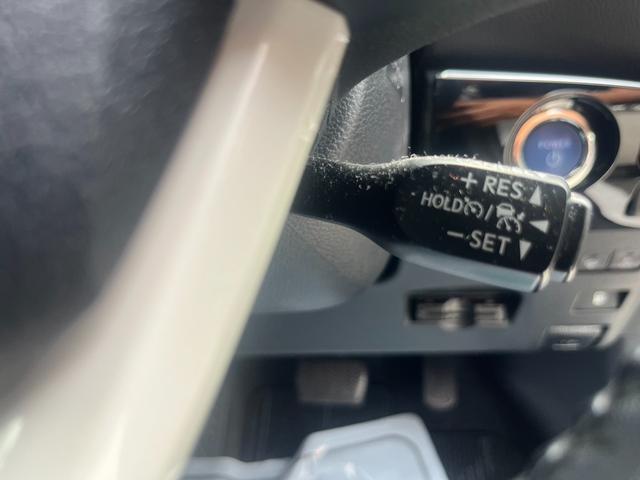 POWER
+ RES ▲
HOLD / ◄
− SET ▼